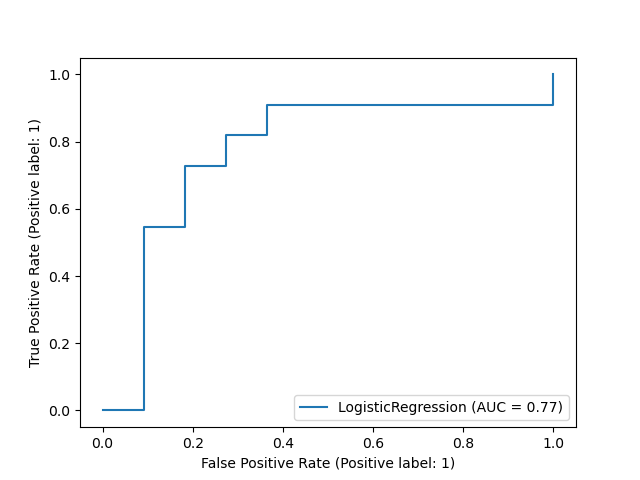 1.0
0.8
0.6
0.4
0.2
0.0
True Positive Rate (Positive label: 1)
LogisticRegression (AUC = 0.77)
0.0 0.2 0.4 0.6 0.8 1.0
False Positive Rate (Positive label: 1)